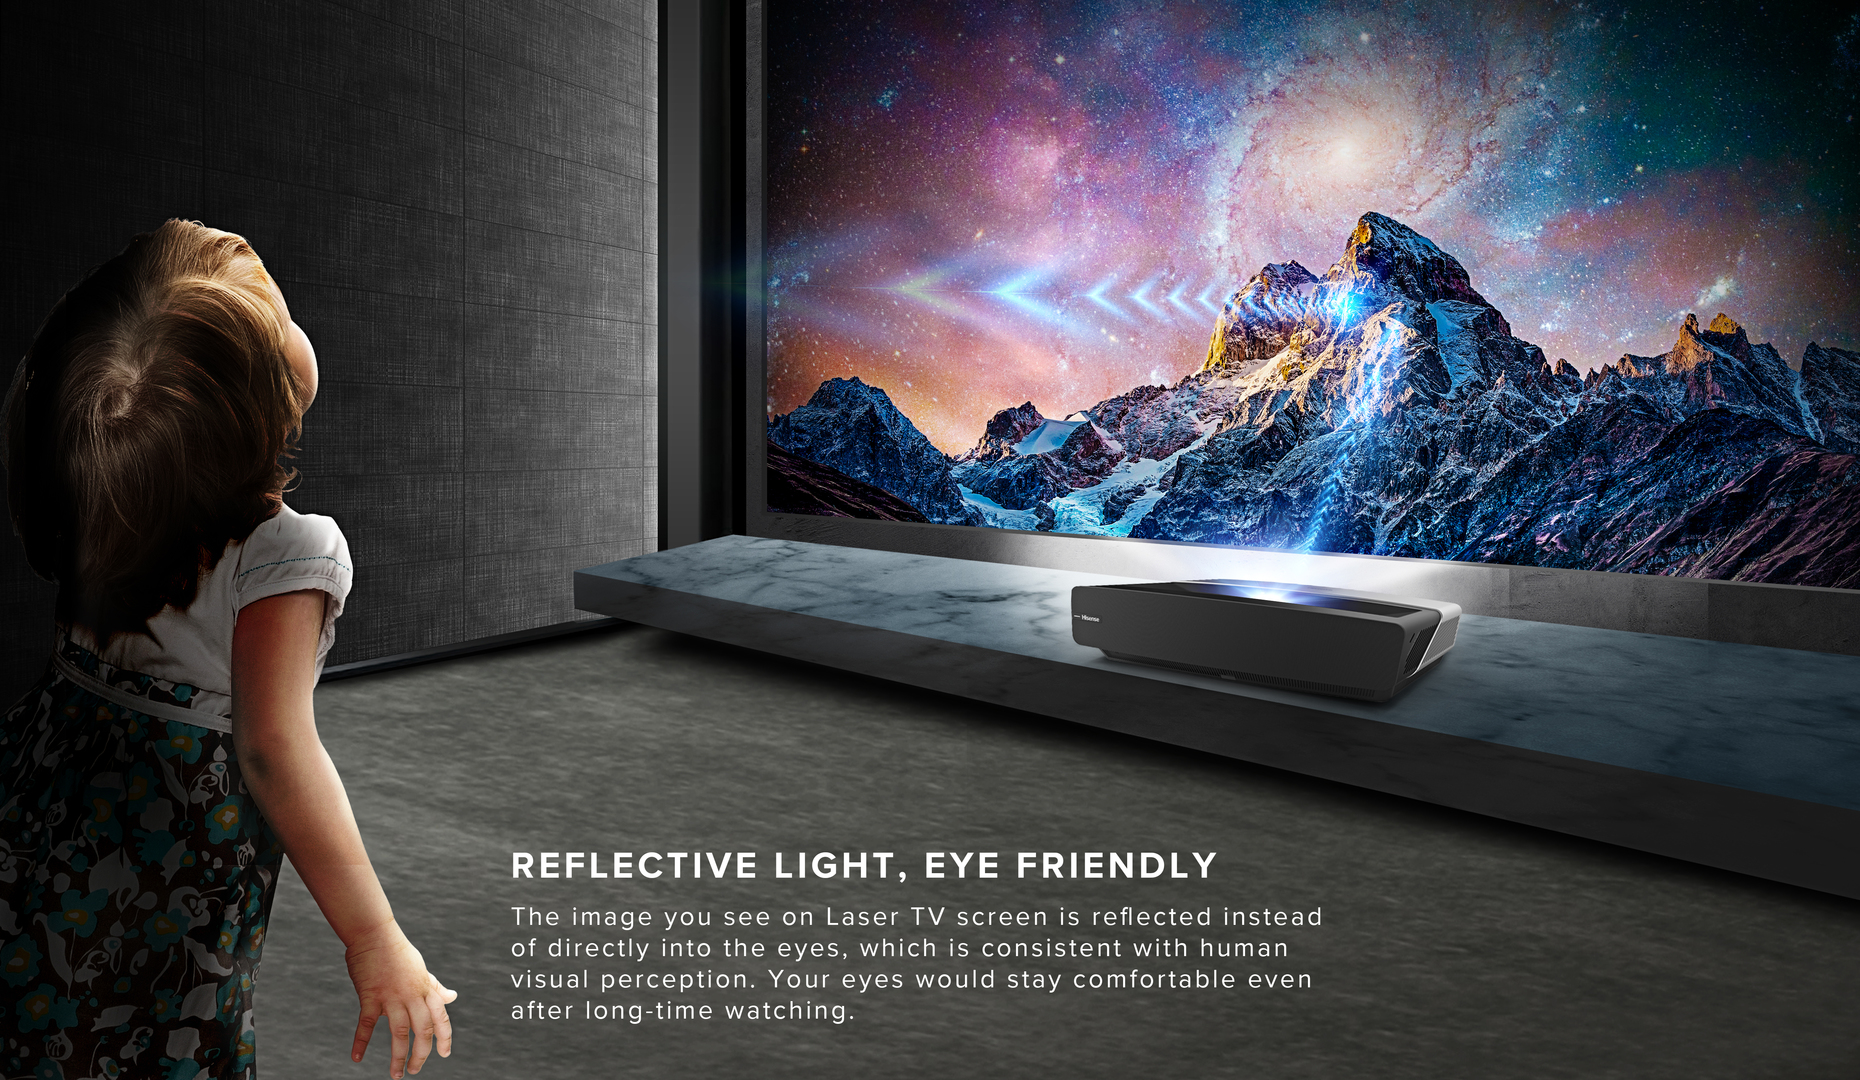 Hisense
REFLECTIVE LIGHT, EYE FRIENDLY
The image you see on Laser TV screen is reflected instead
of directly into the eyes, which is consistent with human
visual perception. Your eyes would stay comfortable even
after long-time watching.